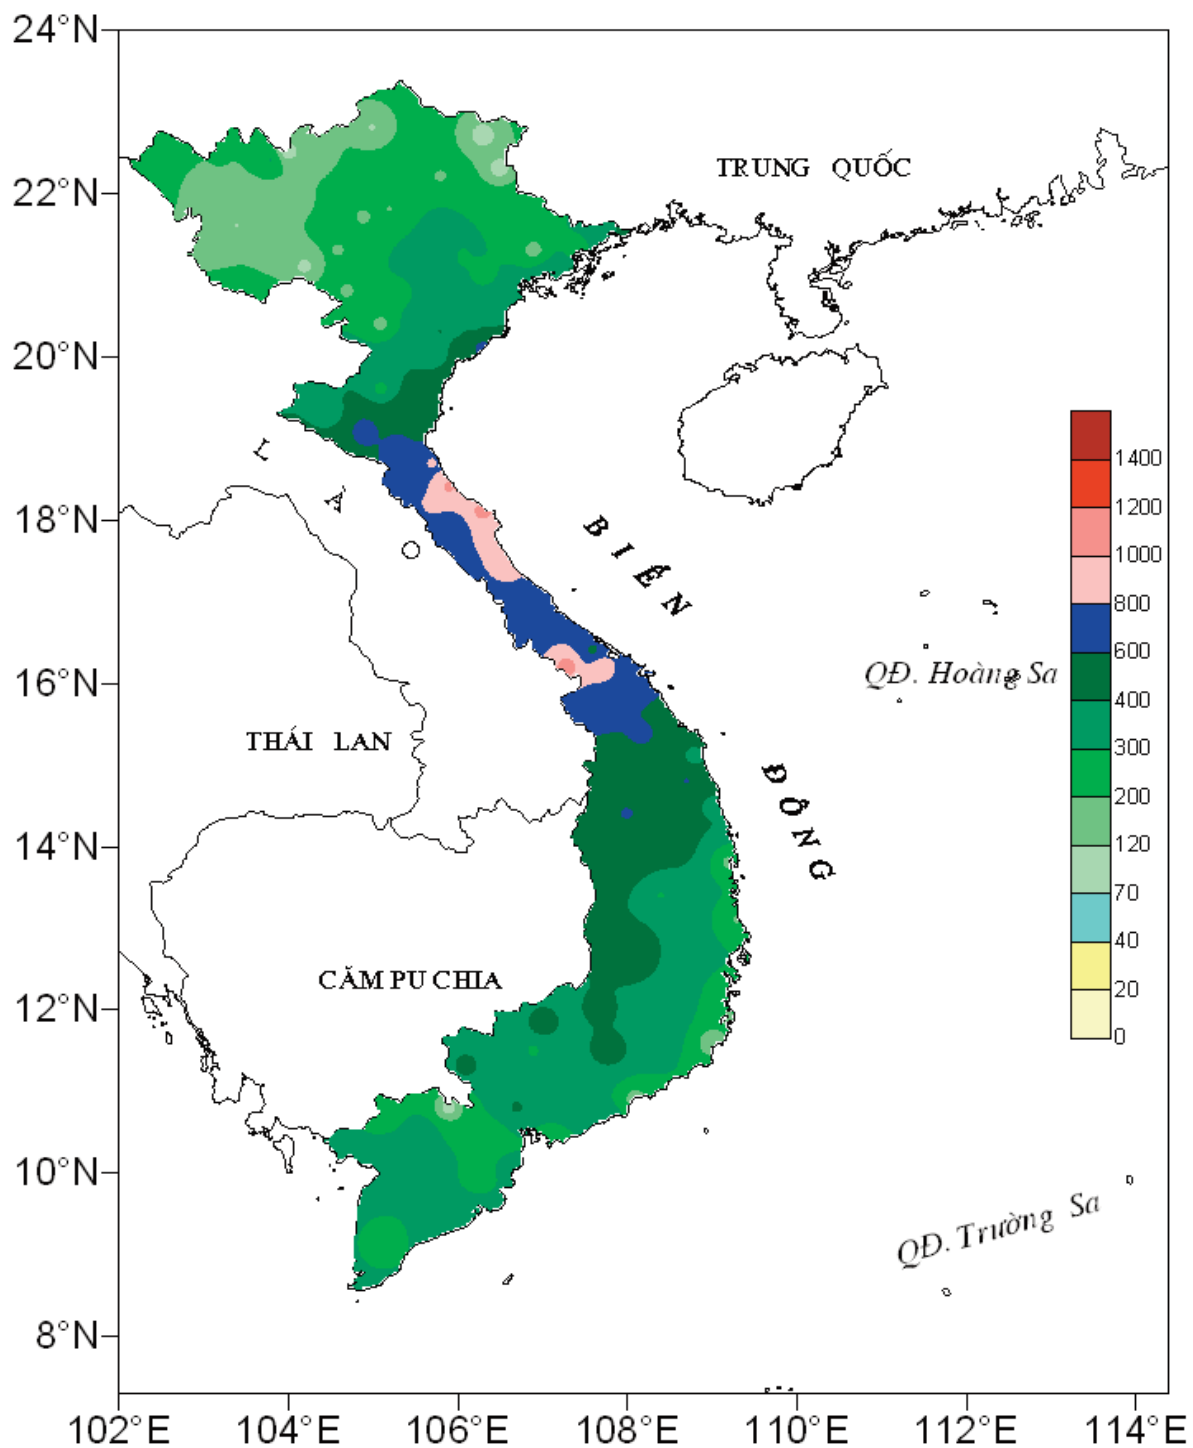 24°N
22°N
20°N
18°N
16°N
14°N
12°N
10°N
8°N
102°E 104°E 106°E 108°E 110°E 112°E 114°E
TRUNG QUỐC
LÀO
BIỂN ĐÔNG
QĐ. Hoàng Sa
THÁI LAN
CĂM PU CHIA
QĐ. Trường Sa
1400
1200
1000
800
600
400
300
200
120
70
40
20
0